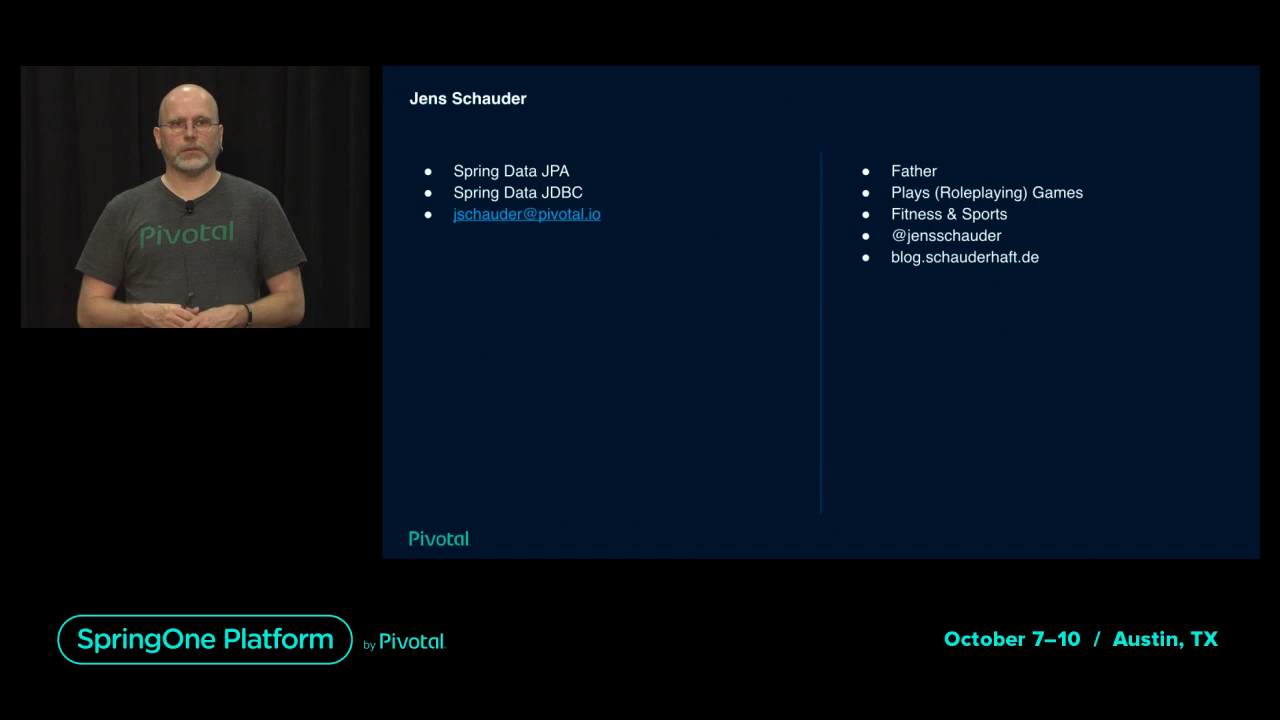 Jens Schauder
Spring Data JPA
Spring Data JDBC
jschauder@pivotal.io
Father
Plays (Roleplaying) Games
Fitness & Sports
@jensschauder
blog.schauderhaft.de
Pivotal
Pivotal
SpringOne Platform
by Pivotal
October 7–10 / Austin, TX